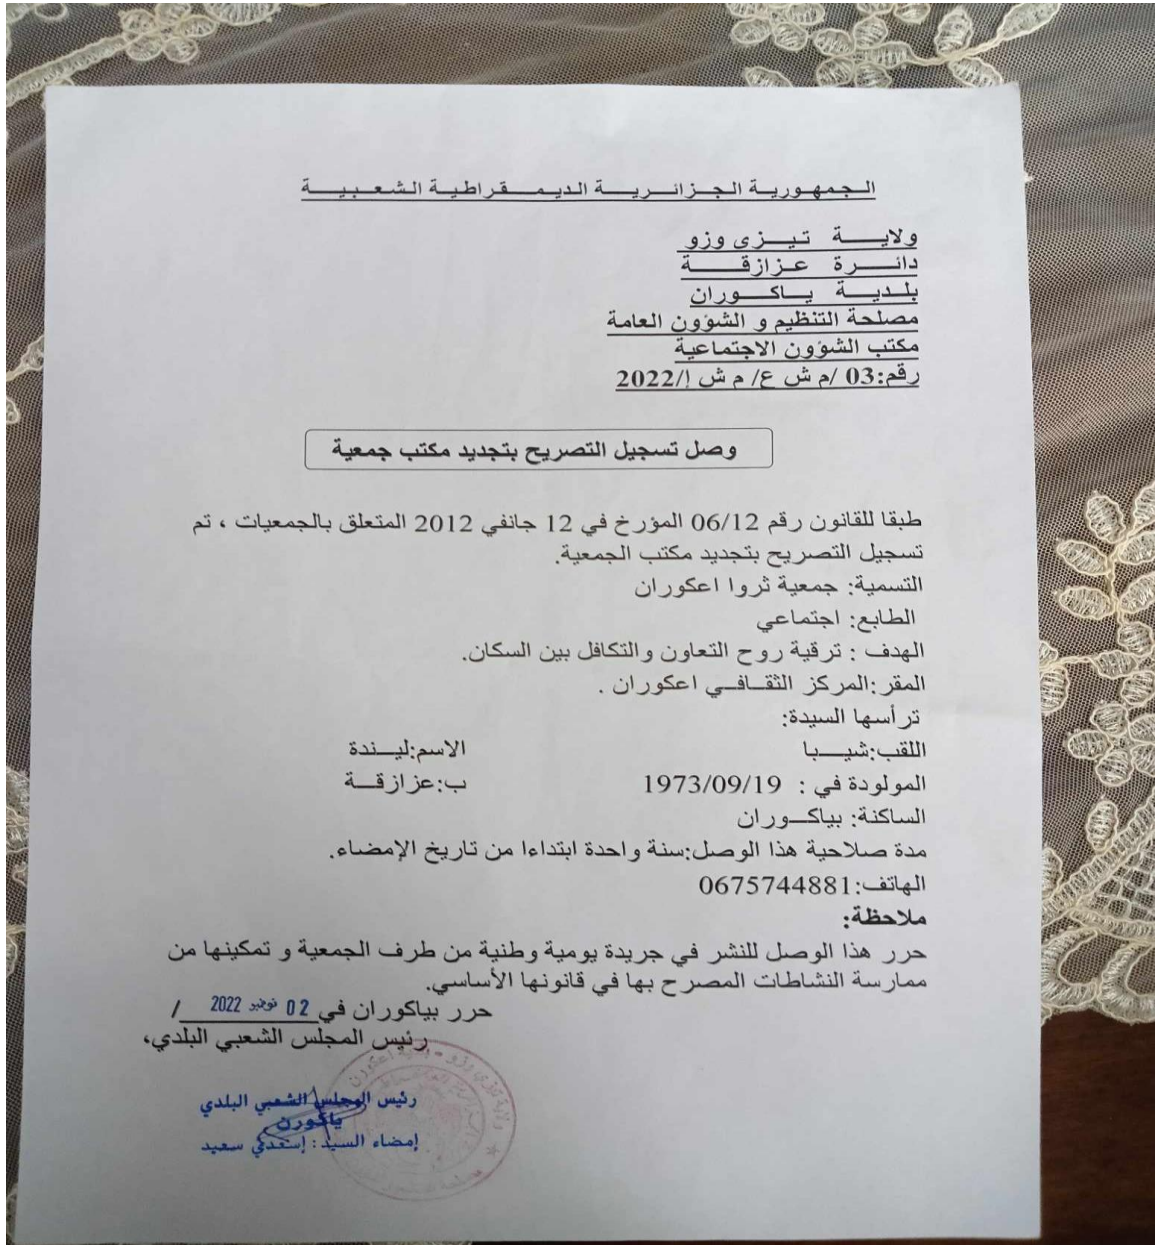 الجمهورية الجزائرية الديمقراطية الشعبية
ولاية تيزي وزو
دائرة عزازقة
بلدية ياكوران
مصلحة التنظيم و الشؤون العامة
مكتب الشؤون الاجتماعية
رقم:03 /م ش ع/ م ش إ/2022
وصل تسجيل التصريح بتجديد مكتب جمعية
طبقا للقانون رقم 06/12 المؤرخ في 12 جانفي 2012 المتعلق بالجمعيات ، تم
تسجيل التصريح بتجديد مكتب الجمعية.
التسمية: جمعية ثروا اعكوران
الطابع: اجتماعي
الهدف : ترقية روح التعاون والتكافل بين السكان.
المقر:المركز الثقافي اعكوران .
ترأسها السيدة:
اللقب:شيبا الاسم:ليندة
المولودة في : 1973/09/19 ب:عزازقة
الساكنة: بياكوران
مدة صلاحية هذا الوصل:سنة واحدة ابتداءا من تاريخ الإمضاء.
الهاتف:0675744881
ملاحظة:
حرر هذا الوصل للنشر في جريدة يومية وطنية من طرف الجمعية و تمكينها من
ممارسة النشاطات المصرح بها في قانونها الأساسي.
حرر بياكوران في 02 نوفمبر 2022 /
رئيس المجلس الشعبي البلدي،
رئيس المجلس الشعبي البلدي
ياكورن
إمضاء السيد : إسعدي سعيد